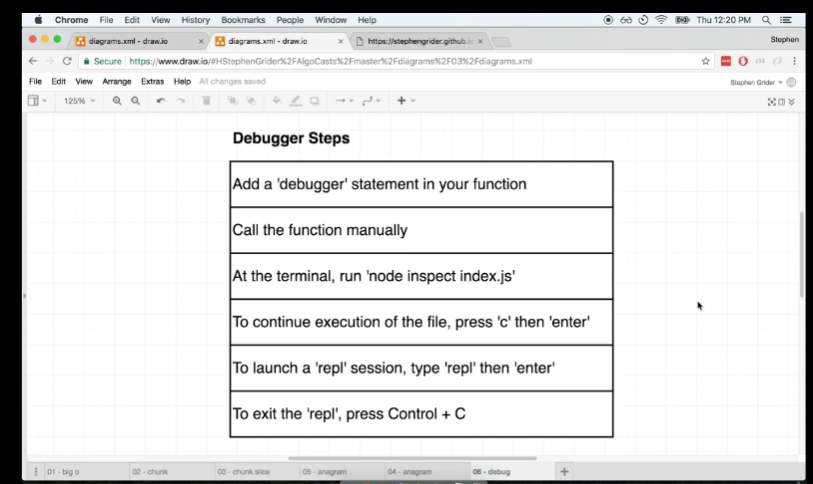 Chrome File Edit View History Bookmarks People Window Help Thu 12:20 PM
diagrams.xml - draw.io × diagrams.xml - draw.io × https://stephengrider.github.io × Stephen
Secure https://www.draw.io/#HStephenGrider%2FAlgoCasts%2Fmaster%2Fdiagrams%2F03%2Fdiagrams.xml
File Edit View Arrange Extras Help All changes saved Stephen Grider
125%
Debugger Steps
Add a 'debugger' statement in your function
Call the function manually
At the terminal, run 'node inspect index.js'
To continue execution of the file, press 'c' then 'enter'
To launch a 'repl' session, type 'repl' then 'enter'
To exit the 'repl', press Control + C
01 - big o 02 - chunk 03 - chunk slice 05 - anagram 04 - anagram 06 - debug